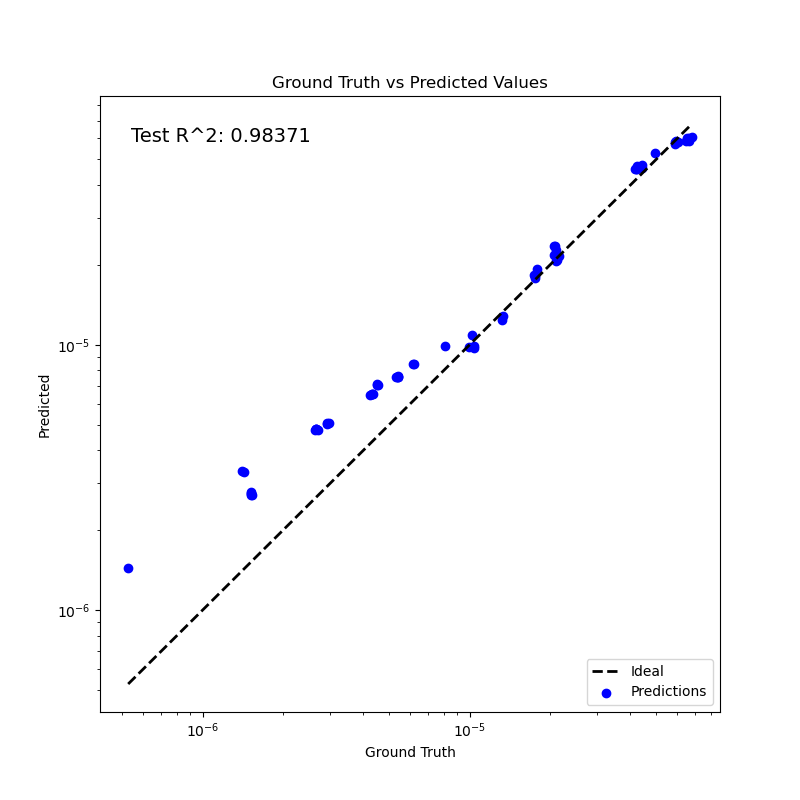 Ground Truth vs Predicted Values
Test R^2: 0.98371
Predicted
10⁻⁵
10⁻⁶
Ideal
Predictions
10⁻⁶
10⁻⁵
Ground Truth